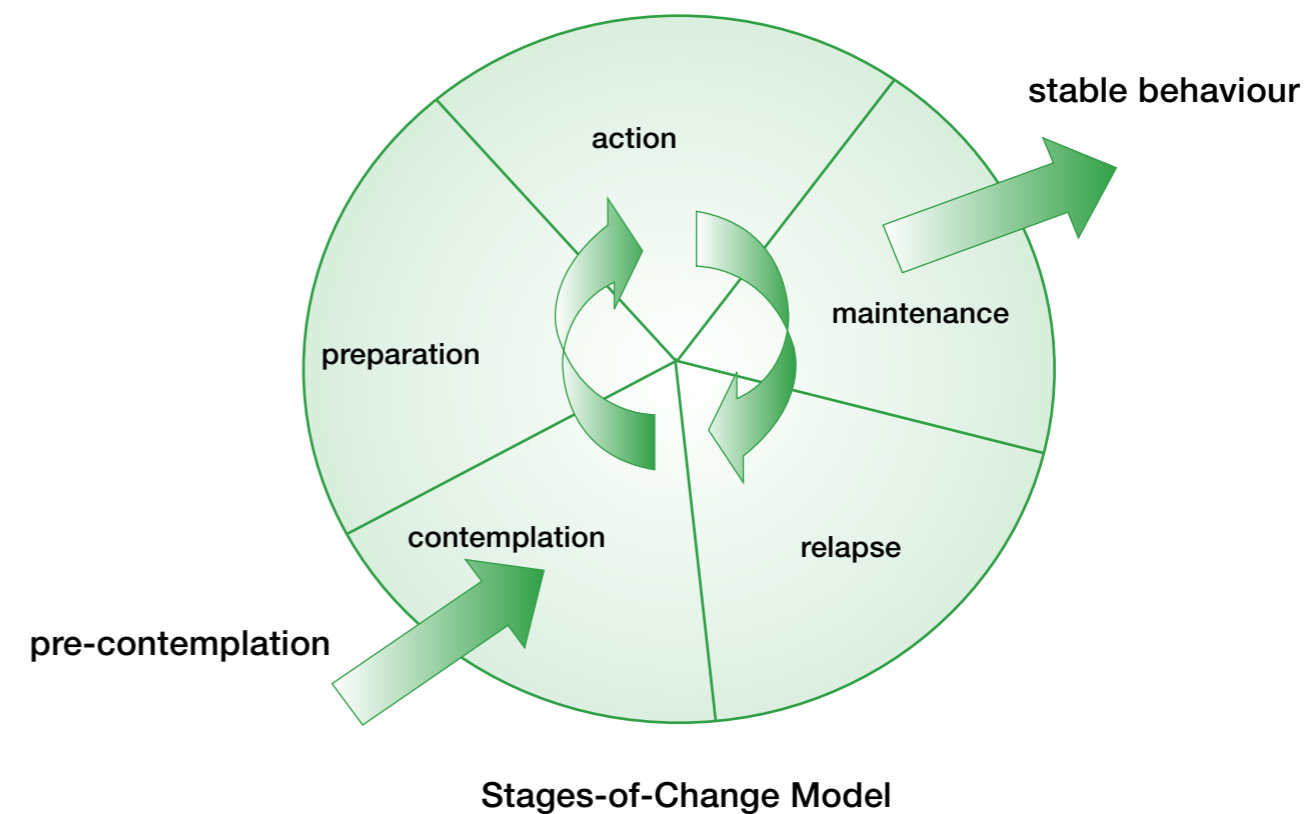 stable behaviour
action
maintenance
preparation
contemplation
relapse
pre-contemplation
Stages-of-Change Model